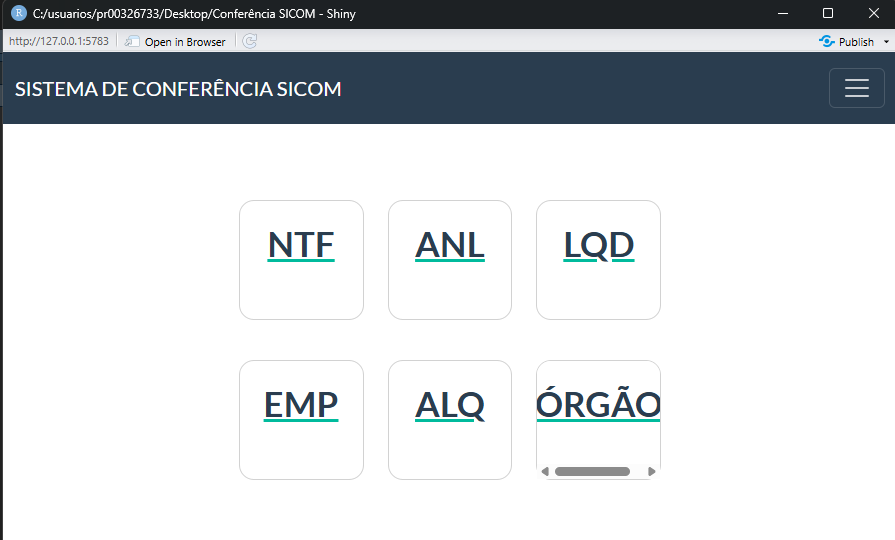 R C:/usuarios/pr00326733/Desktop/Conferência SICOM - Shiny
http://127.0.0.1:5783 Open in Browser Publish
SISTEMA DE CONFERÊNCIA SICOM
NTF ANL LQD
EMP ALQ ÓRGÃO